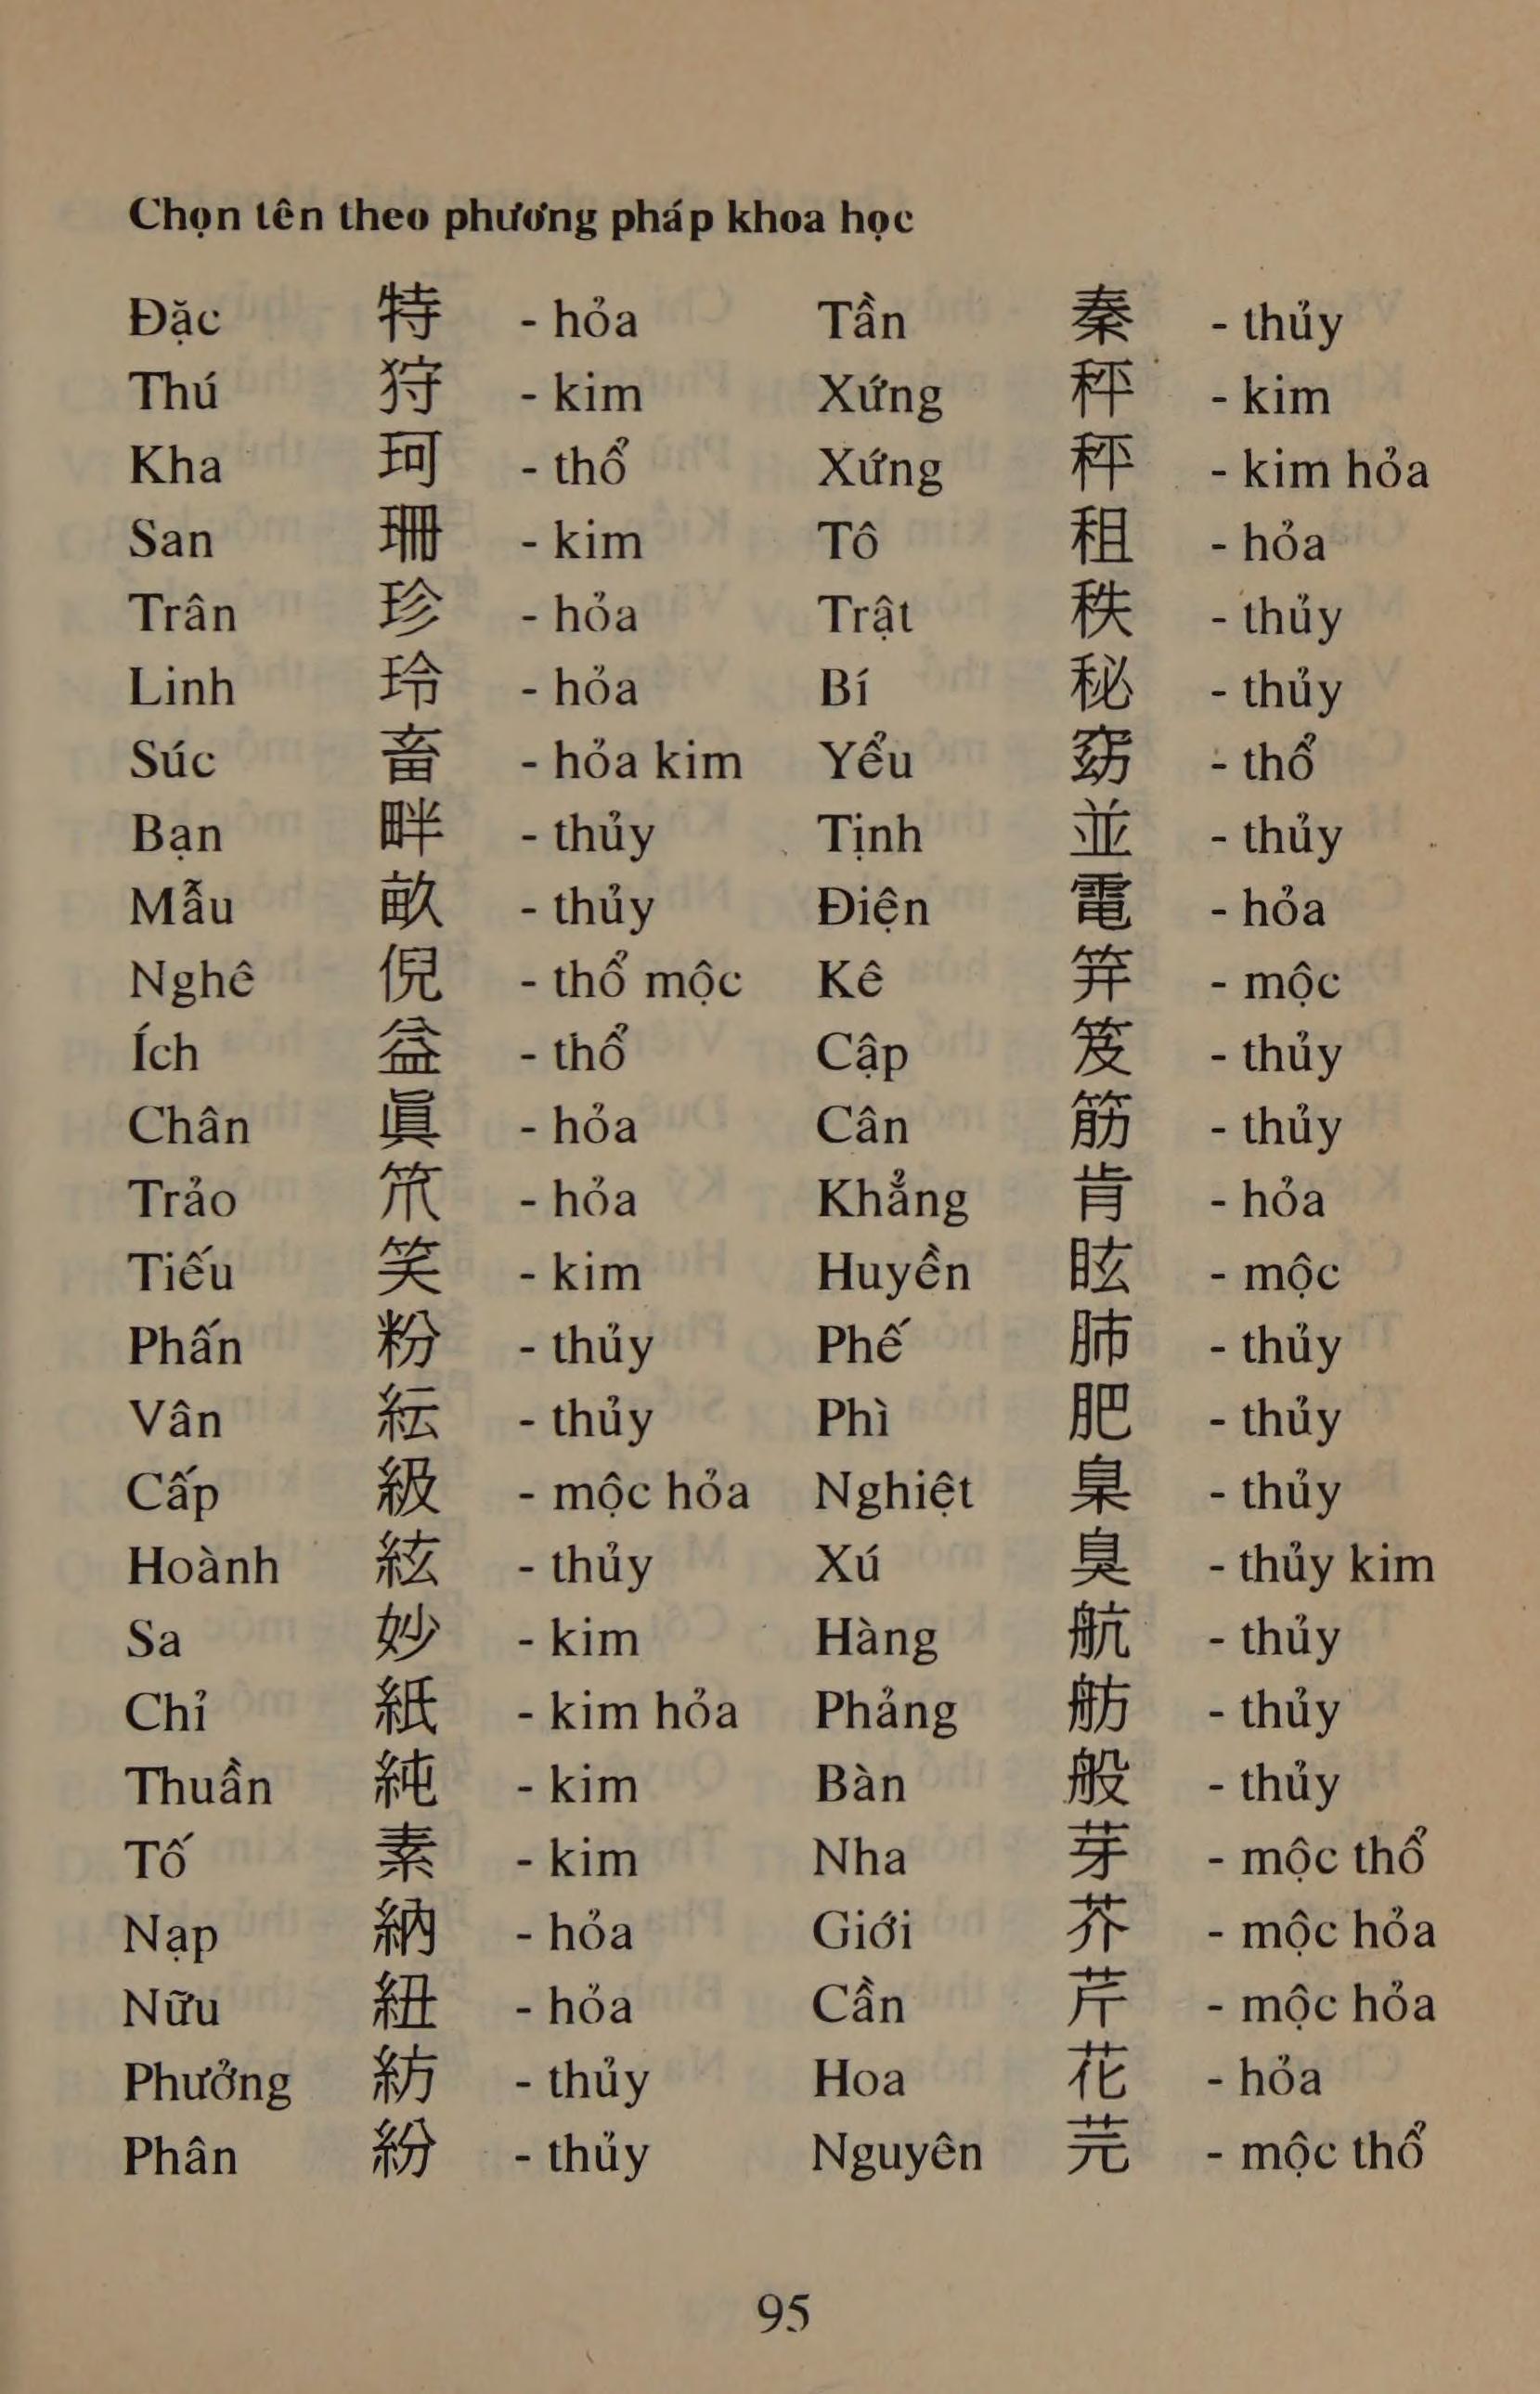 Chọn tên theo phương pháp khoa học
Đặc 特 - hỏa Tần 秦 - thủy
Thú 狩 - kim Xứng 秤 - kim
Kha 珂 - thổ Xứng 秤 - kim hỏa
San 珊 - kim Tô 租 - hỏa
Trân 珍 - hỏa Trật 秩 - thủy
Linh 玲 - hỏa Bí 秘 - thủy
Súc 畜 - hỏa kim Yểu 窈 - thổ
Bạn 畔 - thủy Tịnh 並 - thủy
Mẫu 畝 - thủy Điện 電 - hỏa
Nghê 倪 - thổ mộc Kê 笄 - mộc
Ích 益 - thổ Cập 笈 - thủy
Chân 眞 - hỏa Cân 筋 - thủy
Trảo 笊 - hỏa Khẳng 肯 - hỏa
Tiếu 笑 - kim Huyền 眩 - mộc
Phấn 粉 - thủy Phế 肺 - thủy
Vân 紜 - thủy Phì 肥 - thủy
Cấp 級 - mộc hỏa Nghiệt 臬 - thủy
Hoành 紘 - thủy Xú 臭 - thủy kim
Sa 妙 - kim Hàng 航 - thủy
Chỉ 紙 - kim hỏa Phảng 舫 - thủy
Thuần 純 - kim Bàn 般 - thủy
Tố 素 - kim Nha 芽 - mộc thổ
Nạp 納 - hỏa Giới 芥 - mộc hỏa
Nữu 紐 - hỏa Cần 芹 - mộc hỏa
Phưởng 紡 - thủy Hoa 花 - hỏa
Phân 紛 - thủy Nguyên 芫 - mộc thổ
95